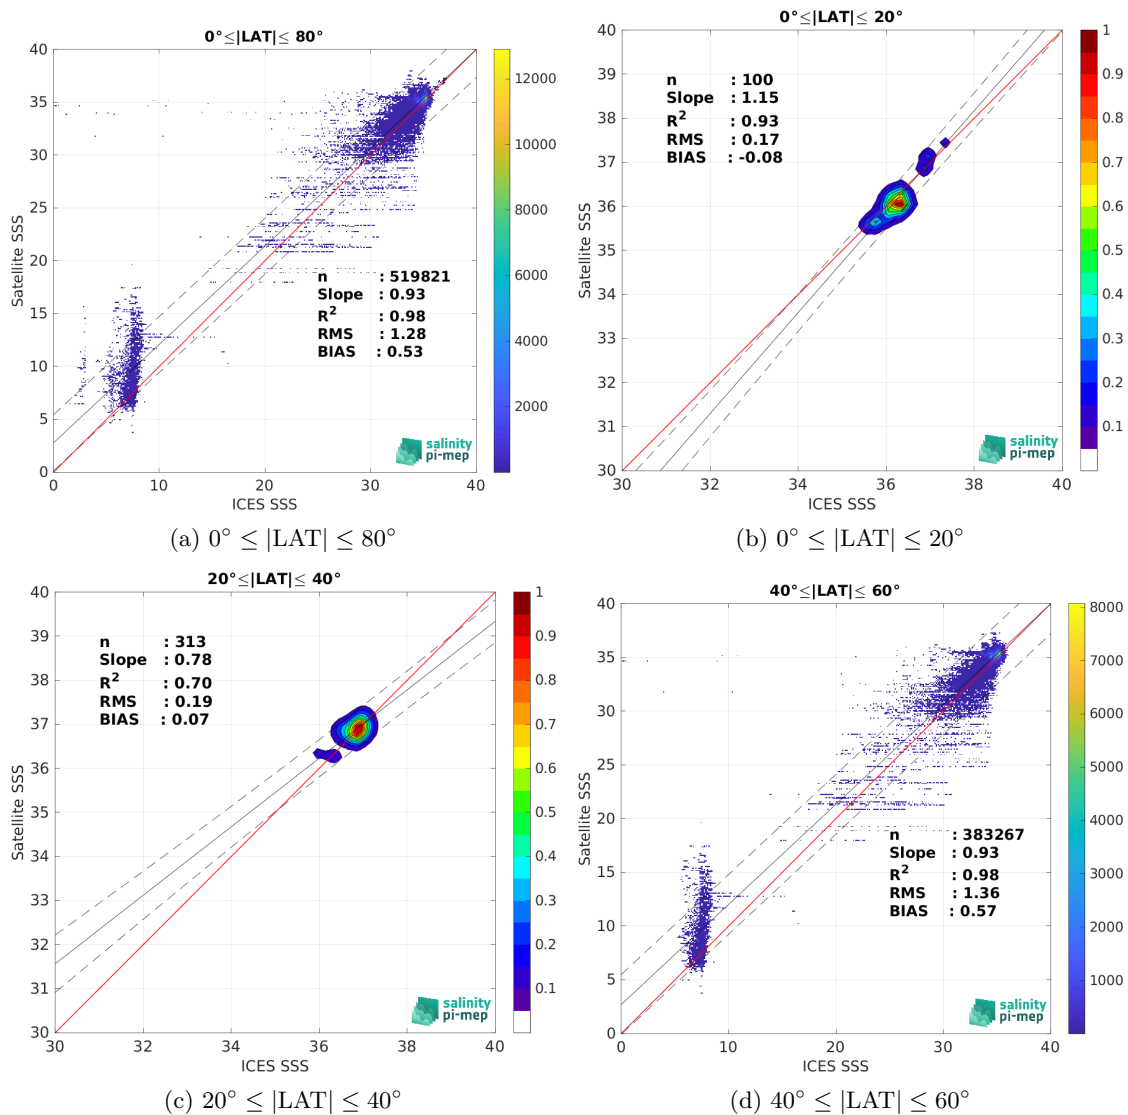 0°≤|LAT|≤ 80°
40
35
30
25
20
15
10
5
0
0
10
20
30
40
Satellite SSS
ICES SSS
n : 519821
Slope : 0.93
R² : 0.98
RMS : 1.28
BIAS : 0.53
salinity
pi-mep
12000
10000
8000
6000
4000
2000
(a) 0° ≤ |LAT| ≤ 80°
0°≤|LAT|≤ 20°
40
39
38
37
36
35
34
33
32
31
30
30
32
34
36
38
40
Satellite SSS
ICES SSS
n : 100
Slope : 1.15
R² : 0.93
RMS : 0.17
BIAS : -0.08
salinity
pi-mep
1
0.9
0.8
0.7
0.6
0.5
0.4
0.3
0.2
0.1
(b) 0° ≤ |LAT| ≤ 20°
20°≤|LAT|≤ 40°
40
39
38
37
36
35
34
33
32
31
30
30
32
34
36
38
40
Satellite SSS
ICES SSS
n : 313
Slope : 0.78
R² : 0.70
RMS : 0.19
BIAS : 0.07
salinity
pi-mep
1
0.9
0.8
0.7
0.6
0.5
0.4
0.3
0.2
0.1
(c) 20° ≤ |LAT| ≤ 40°
40°≤|LAT|≤ 60°
40
35
30
25
20
15
10
5
0
0
10
20
30
40
Satellite SSS
ICES SSS
n : 383267
Slope : 0.93
R² : 0.98
RMS : 1.36
BIAS : 0.57
salinity
pi-mep
8000
7000
6000
5000
4000
3000
2000
1000
(d) 40° ≤ |LAT| ≤ 60°